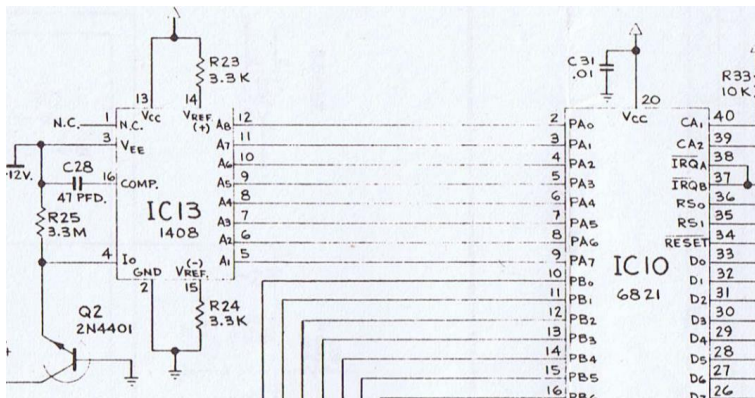 R23
3.3K
C31
.01
R33
10K
13
14
20
VCC
VREF.
(+)
VCC
N.C.
1
N.C.
3
VEE
-12V.
C28
16
COMP.
47 PFD.
R25
3.3M
4
IO
IC13
1408
GND
(-)
VREF.
2
15
R24
3.3K
Q2
2N4401
A8 12
A7 11
A6 10
A5 9
A4 8
A3 7
A2 6
A1 5
2 PA0
3 PA1
4 PA2
5 PA3
6 PA4
7 PA5
8 PA6
9 PA7
10 PB0
11 PB1
12 PB2
13 PB3
14 PB4
15 PB5
16 PB6
IC10
6821
CA1 40
CA2 39
IRQA 38
IRQB 37
RS0 36
RS1 35
RESET 34
D0 33
D1 32
D2 31
D3 30
D4 29
D5 28
D6 27
D7 26